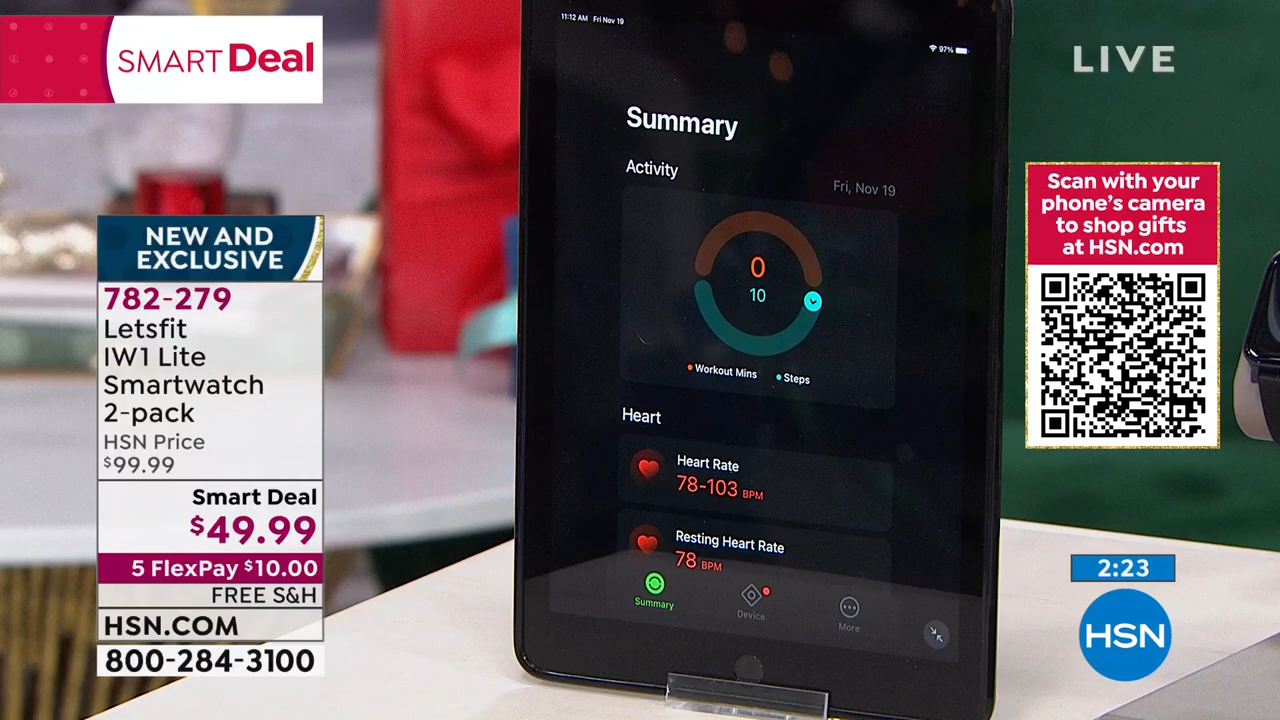 SMART Deal
NEW AND
EXCLUSIVE
782-279
Letsfit
IW1 Lite
Smartwatch
2-pack
HSN Price
$99.99
Smart Deal
$49.99
5 FlexPay $10.00
FREE S&H
HSN.COM
800-284-3100
11:12 AM Fri Nov 19
97%
Summary
Activity
Fri, Nov 19
0
10
Workout Mins
Steps
Heart
Heart Rate
78-103 BPM
Resting Heart Rate
78 BPM
Summary
Device
More
LIVE
Scan with your
phone's camera
to shop gifts
at HSN.com
2:23
HSN